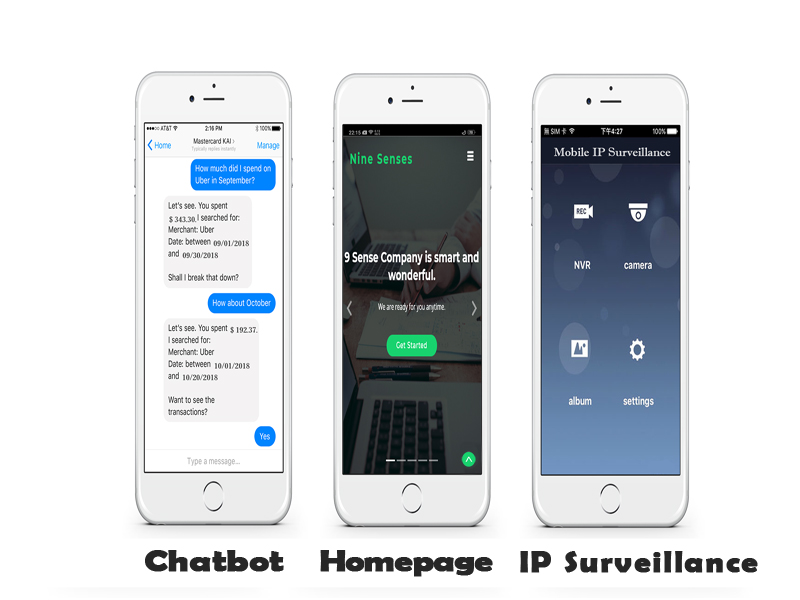 AT&T 2:16 PM 100%
Home Mastercard KAI › Manage
Typically replies instantly
How much did I spend on
Uber in September?
Let's see. You spent
$ 343.30. I searched for:
Merchant: Uber
Date: between 09/01/2018
and 09/30/2018
Shall I break that down?
How about October
Let's see. You spent $ 192.37.
I searched for:
Merchant: Uber
Date: between 10/01/2018
and 10/20/2018
Want to see the
transactions?
Yes
Type a message...
22:15
Nine Senses
9 Sense Company is smart and
wonderful.
We are ready for you anytime.
Get Started
無 SIM 卡 下午4:27 100%
Mobile IP Surveillance
REC
NVR camera
album settings
Chatbot Homepage IP Surveillance